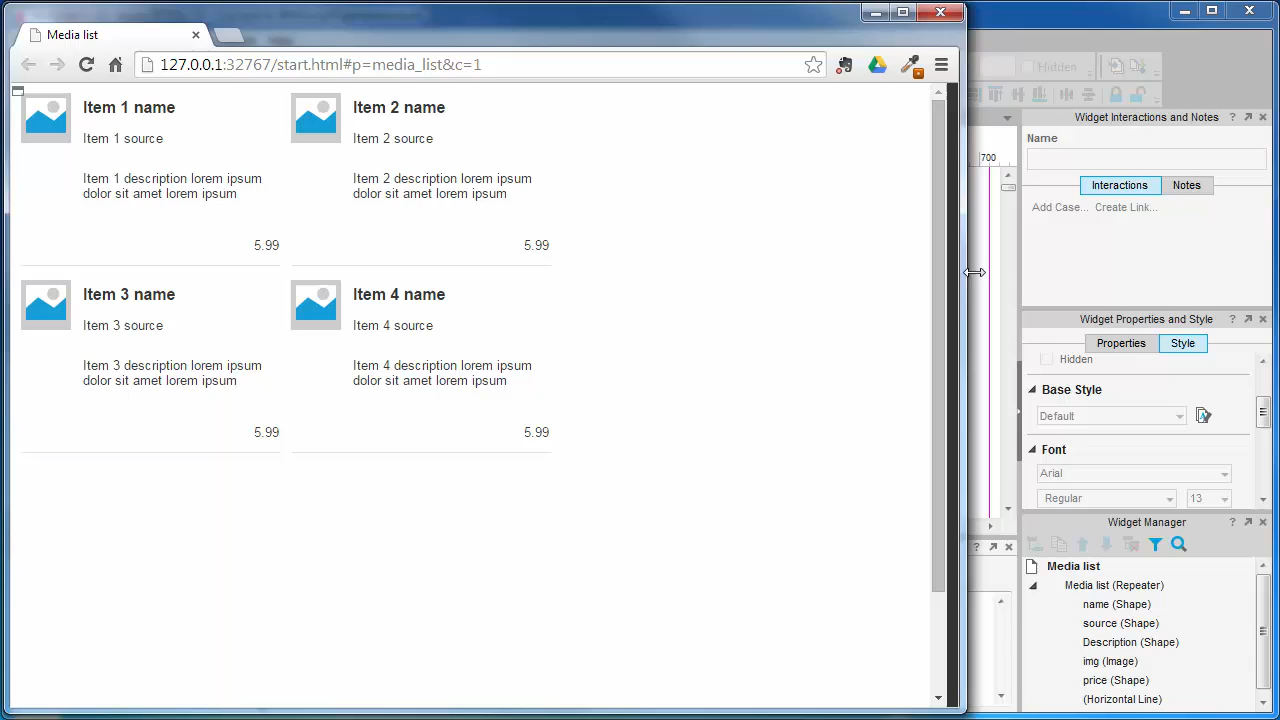 Media list
127.0.0.1:32767/start.html#p=media_list&c=1
Item 1 name
Item 1 source
Item 1 description lorem ipsum
dolor sit amet lorem ipsum
5.99
Item 2 name
Item 2 source
Item 2 description lorem ipsum
dolor sit amet lorem ipsum
5.99
Item 3 name
Item 3 source
Item 3 description lorem ipsum
dolor sit amet lorem ipsum
5.99
Item 4 name
Item 4 source
Item 4 description lorem ipsum
dolor sit amet lorem ipsum
5.99
Hidden
700
Widget Interactions and Notes
Name
Interactions Notes
Add Case... Create Link...
Widget Properties and Style
Properties Style
Hidden
Base Style
Default
Font
Arial
Regular 13
Widget Manager
Media list
Media list (Repeater)
name (Shape)
source (Shape)
Description (Shape)
img (Image)
price (Shape)
(Horizontal Line)